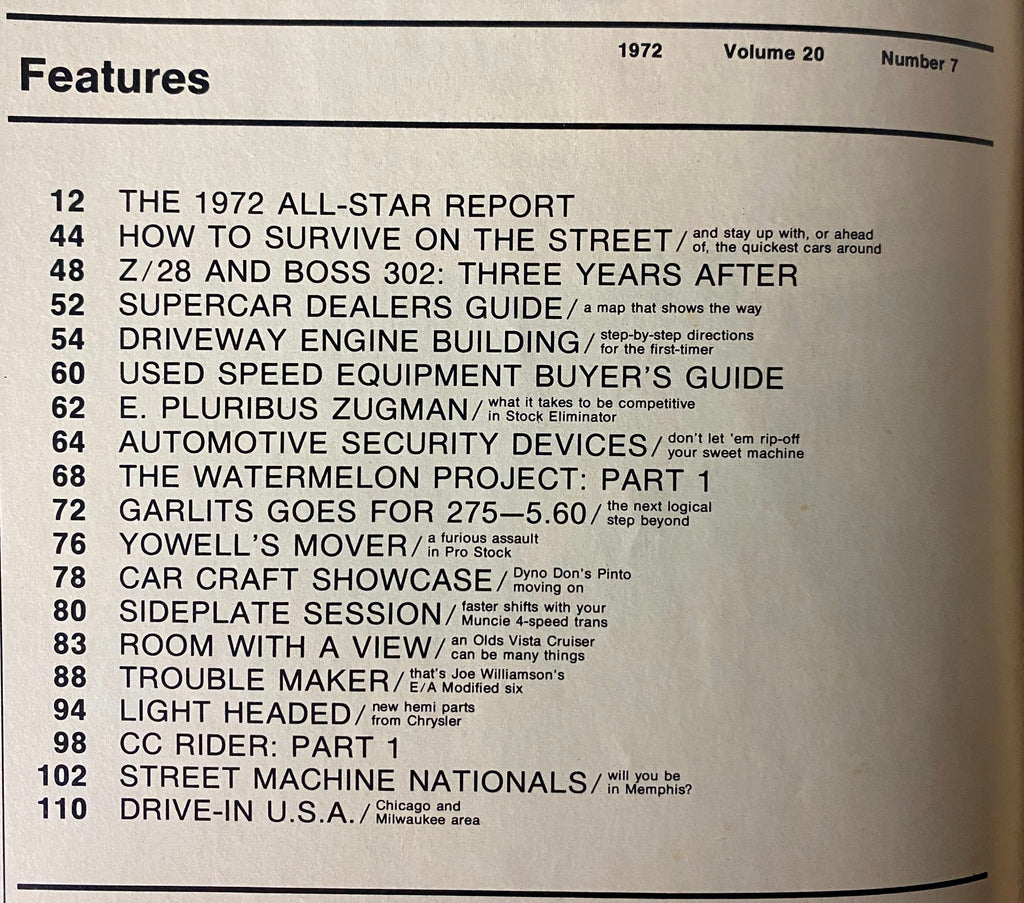 1972 Volume 20 Number 7
Features
12 THE 1972 ALL-STAR REPORT
44 HOW TO SURVIVE ON THE STREET/and stay up with, or ahead
of, the quickest cars around
48 Z/28 AND BOSS 302: THREE YEARS AFTER
52 SUPERCAR DEALERS GUIDE/a map that shows the way
54 DRIVEWAY ENGINE BUILDING/step-by-step directions
for the first-timer
60 USED SPEED EQUIPMENT BUYER'S GUIDE
62 E. PLURIBUS ZUGMAN/what it takes to be competitive
in Stock Eliminator
64 AUTOMOTIVE SECURITY DEVICES/don't let 'em rip-off
your sweet machine
68 THE WATERMELON PROJECT: PART 1
72 GARLITS GOES FOR 275—5.60/the next logical
step beyond
76 YOWELL'S MOVER/a furious assault
in Pro Stock
78 CAR CRAFT SHOWCASE/Dyno Don's Pinto
moving on
80 SIDEPLATE SESSION/faster shifts with your
Muncie 4-speed trans
83 ROOM WITH A VIEW/an Olds Vista Cruiser
can be many things
88 TROUBLE MAKER/that's Joe Williamson's
E/A Modified six
94 LIGHT HEADED/new hemi parts
from Chrysler
98 CC RIDER: PART 1
102 STREET MACHINE NATIONALS/will you be
in Memphis?
110 DRIVE-IN U.S.A./Chicago and
Milwaukee area